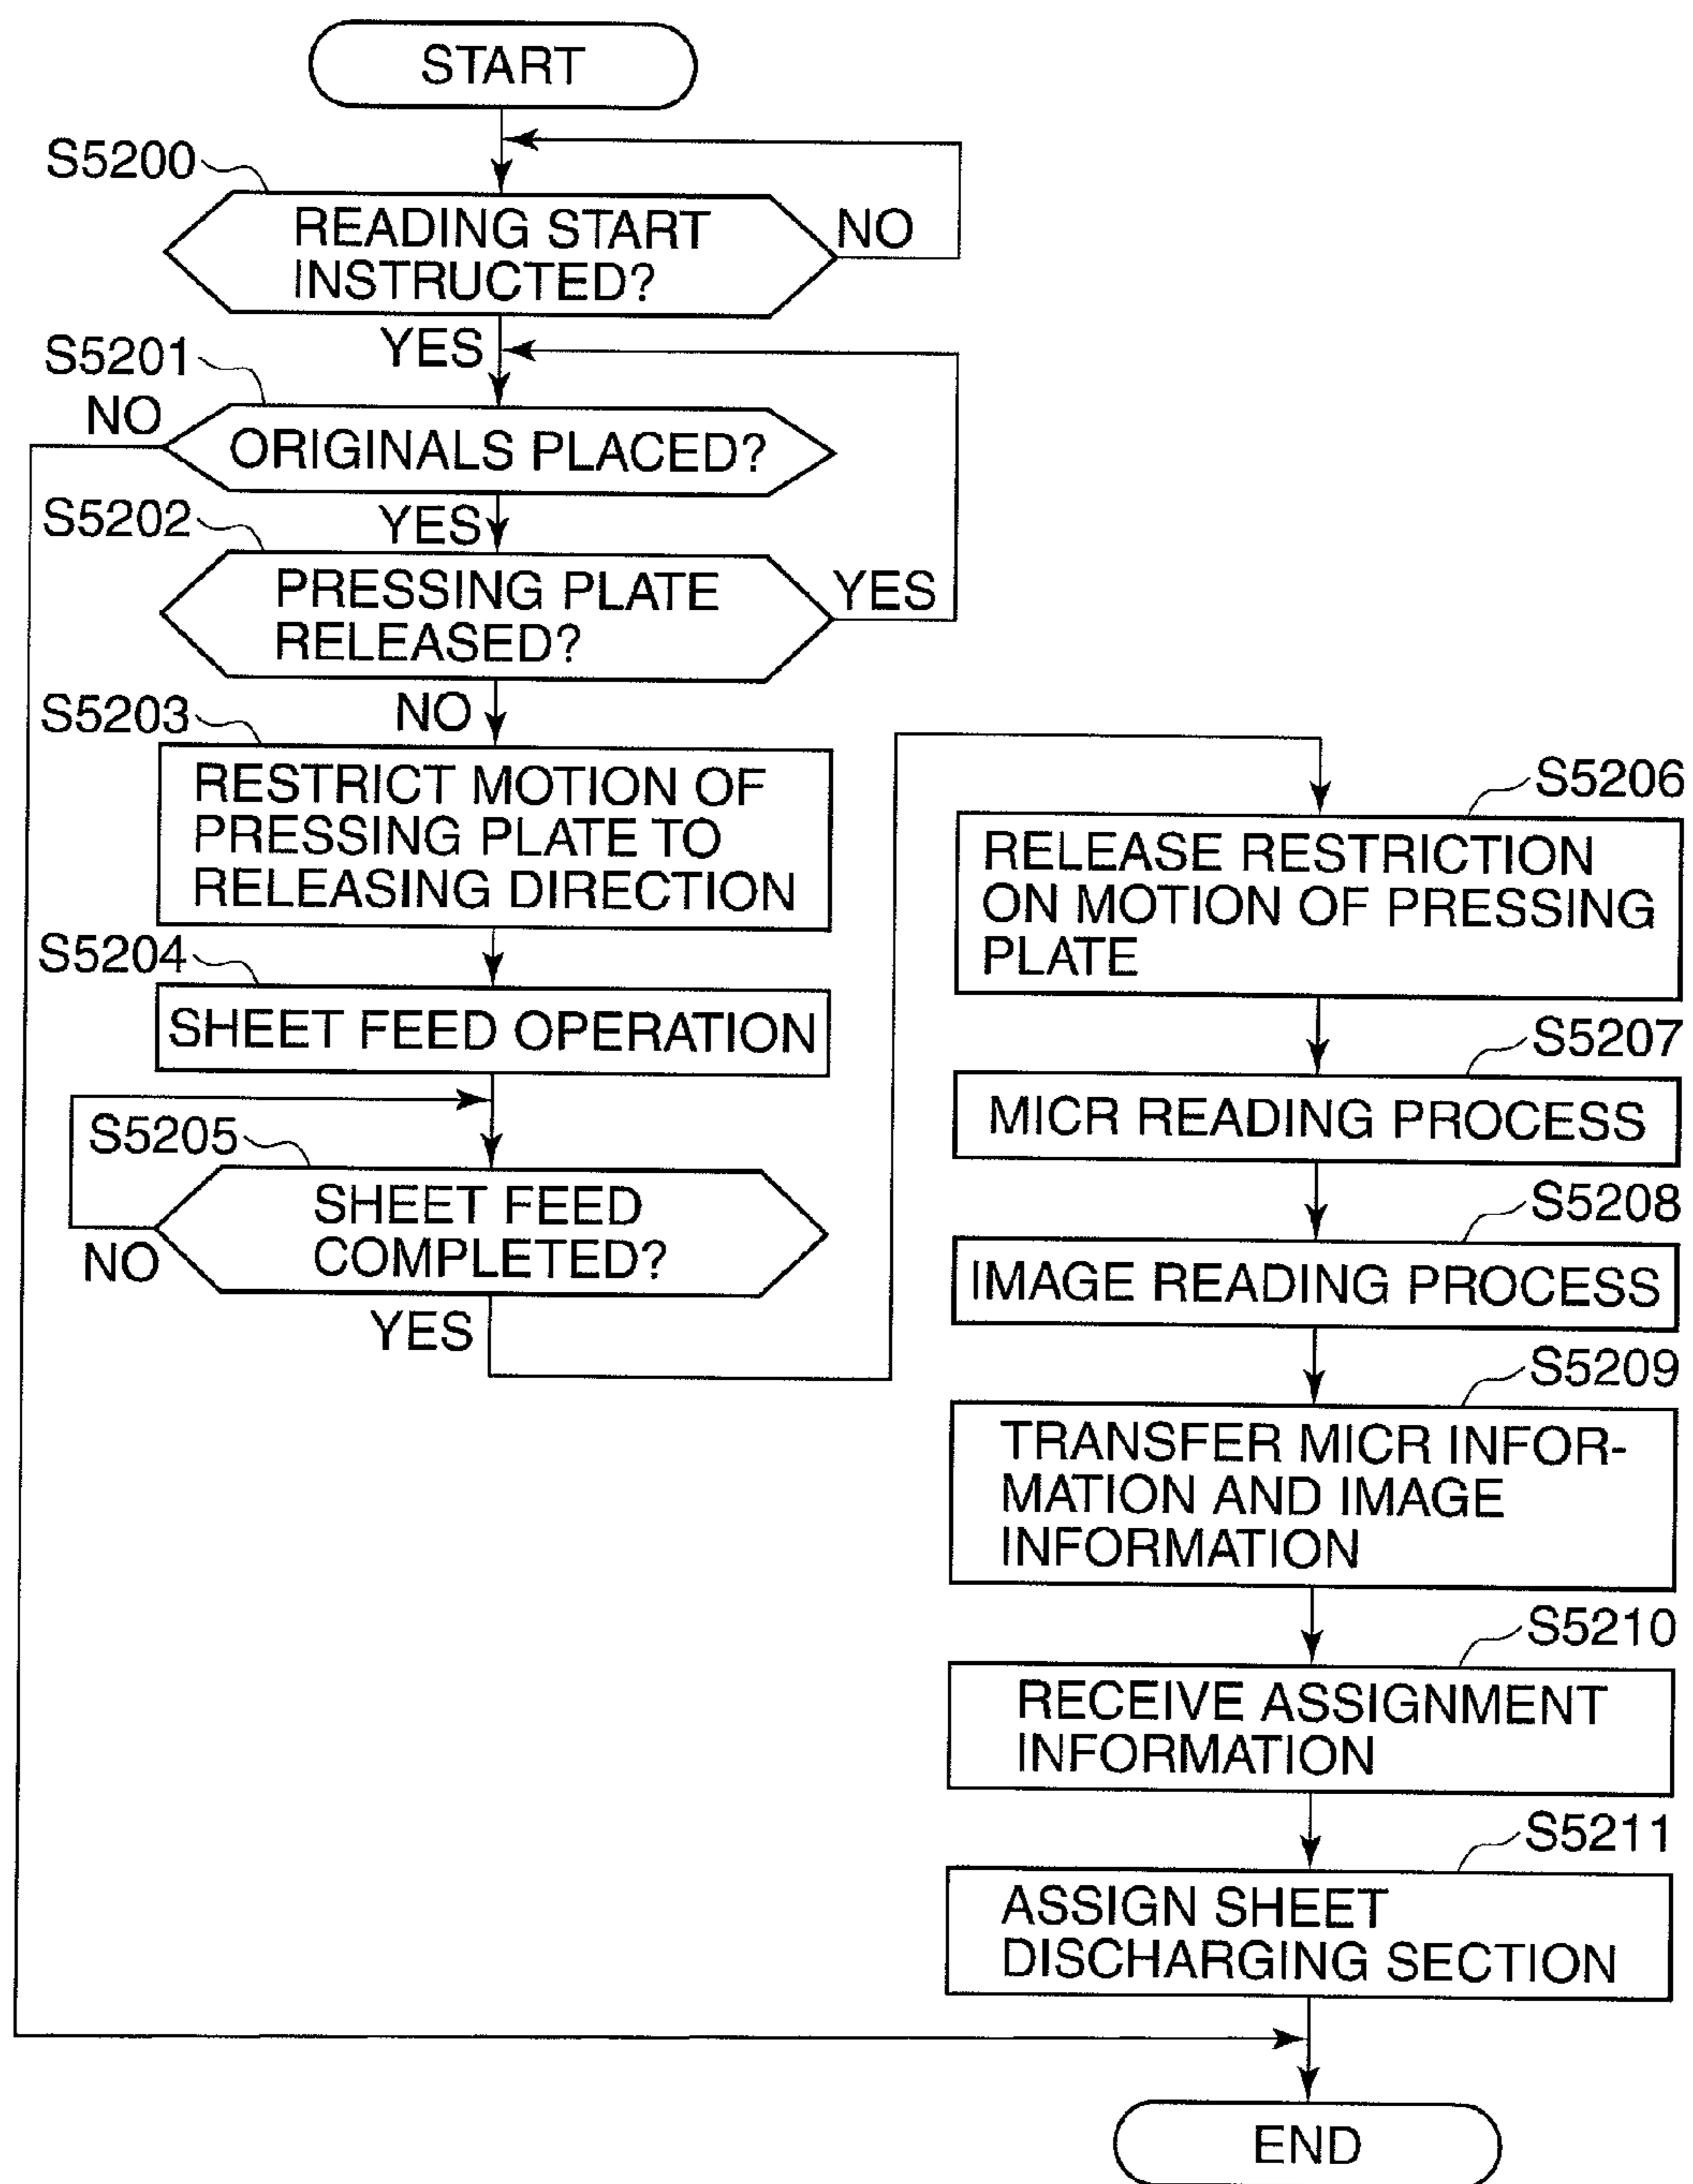 START
S5200
READING START
INSTRUCTED?
NO
YES
S5201
NO
ORIGINALS PLACED?
YES
S5202
PRESSING PLATE
RELEASED?
YES
NO
S5203
RESTRICT MOTION OF
PRESSING PLATE TO
RELEASING DIRECTION
S5204
SHEET FEED OPERATION
S5205
SHEET FEED
COMPLETED?
NO
YES
S5206
RELEASE RESTRICTION
ON MOTION OF PRESSING
PLATE
S5207
MICR READING PROCESS
S5208
IMAGE READING PROCESS
S5209
TRANSFER MICR INFOR-
MATION AND IMAGE
INFORMATION
S5210
RECEIVE ASSIGNMENT
INFORMATION
S5211
ASSIGN SHEET
DISCHARGING SECTION
END